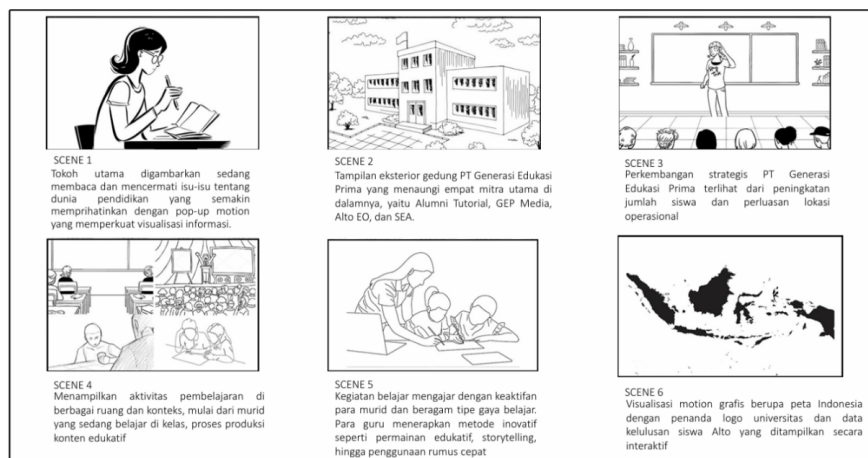 SCENE 1
Tokoh utama digambarkan sedang
membaca dan mencermati isu-isu tentang
dunia pendidikan yang semakin
memprihatinkan dengan pop-up motion
yang memperkuat visualisasi informasi.
SCENE 2
Tampilan eksterior gedung PT Generasi Edukasi
Prima yang menaungi empat mitra utama di
dalamnya, yaitu Alumni Tutorial, GEP Media,
Alto EO, dan SEA.
SCENE 3
Perkembangan strategis PT Generasi
Edukasi Prima terlihat dari peningkatan
jumlah siswa dan perluasan lokasi
operasional
SCENE 4
Menampilkan aktivitas pembelajaran di
berbagai ruang dan konteks, mulai dari murid
yang sedang belajar di kelas, proses produksi
konten edukatif
SCENE 5
Kegiatan belajar mengajar dengan keaktifan
para murid dan beragam tipe gaya belajar.
Para guru menerapkan metode inovatif
seperti permainan edukatif, storytelling,
hingga penggunaan rumus cepat
SCENE 6
Visualisasi motion grafis berupa peta Indonesia
dengan penanda logo universitas dan data
kelulusan siswa Alto yang ditampilkan secara
interaktif